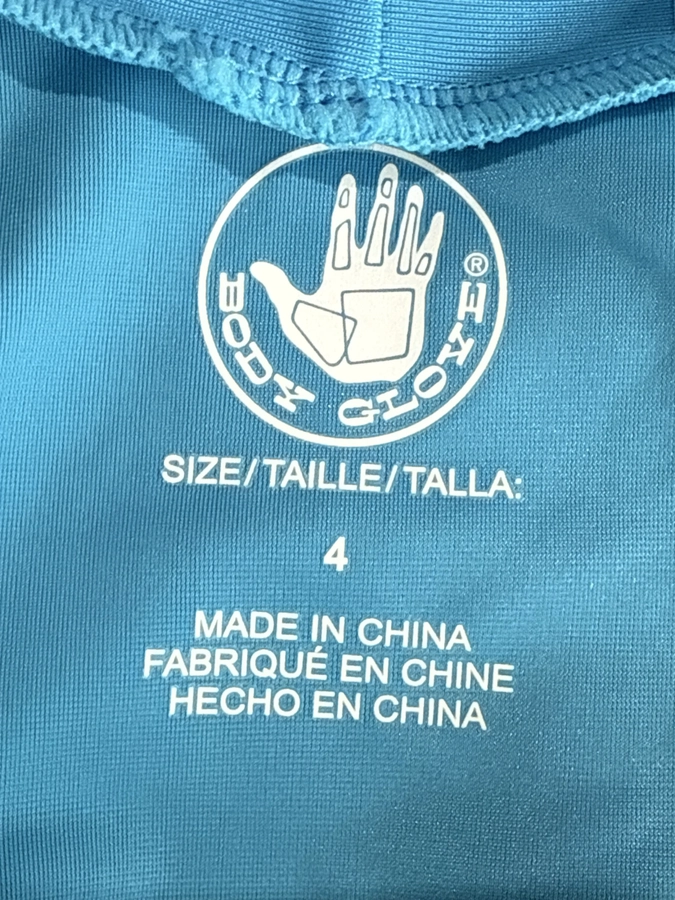 BODY GLOVE®
SIZE/TAILLE/TALLA:
4
MADE IN CHINA
FABRIQUÉ EN CHINE
HECHO EN CHINA